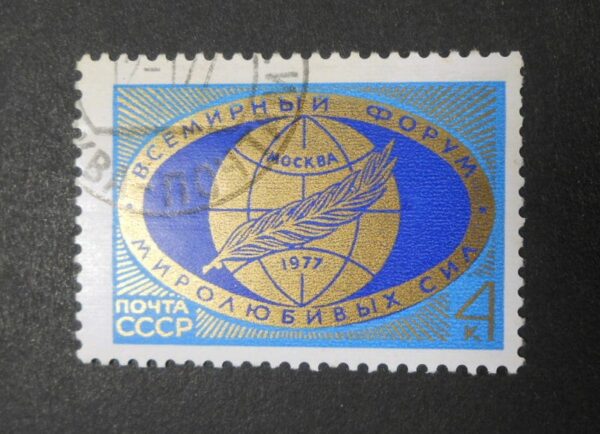 ВСЕМИРНЫЙ ФОРУМ
МОСКВА
1977
МИРОЛЮБИВЫХ СИЛ
ПОЧТА
СССР
4
К